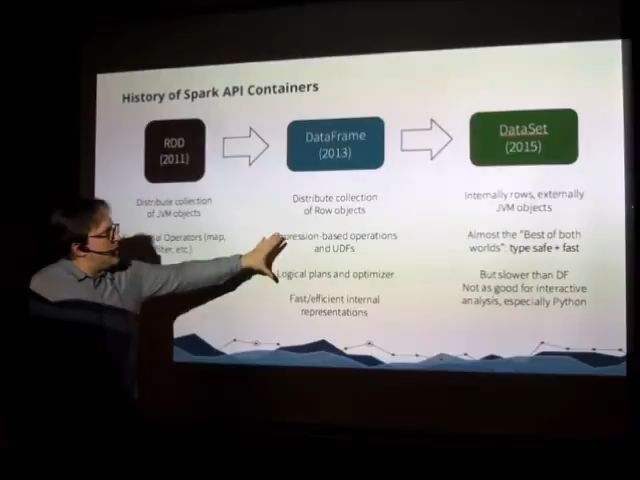 History of Spark API Containers
RDD
(2011)
DataFrame
(2013)
DataSet
(2015)
Distribute collection
of JVM objects
al Operators (map,
filter, etc.)
Distribute collection
of Row objects
pression-based operations
and UDFs
Logical plans and optimizer
Fast/efficient internal
representations
Internally rows, externally
JVM objects
Almost the "Best of both
worlds": type safe + fast
But slower than DF
Not as good for interactive
analysis, especially Python